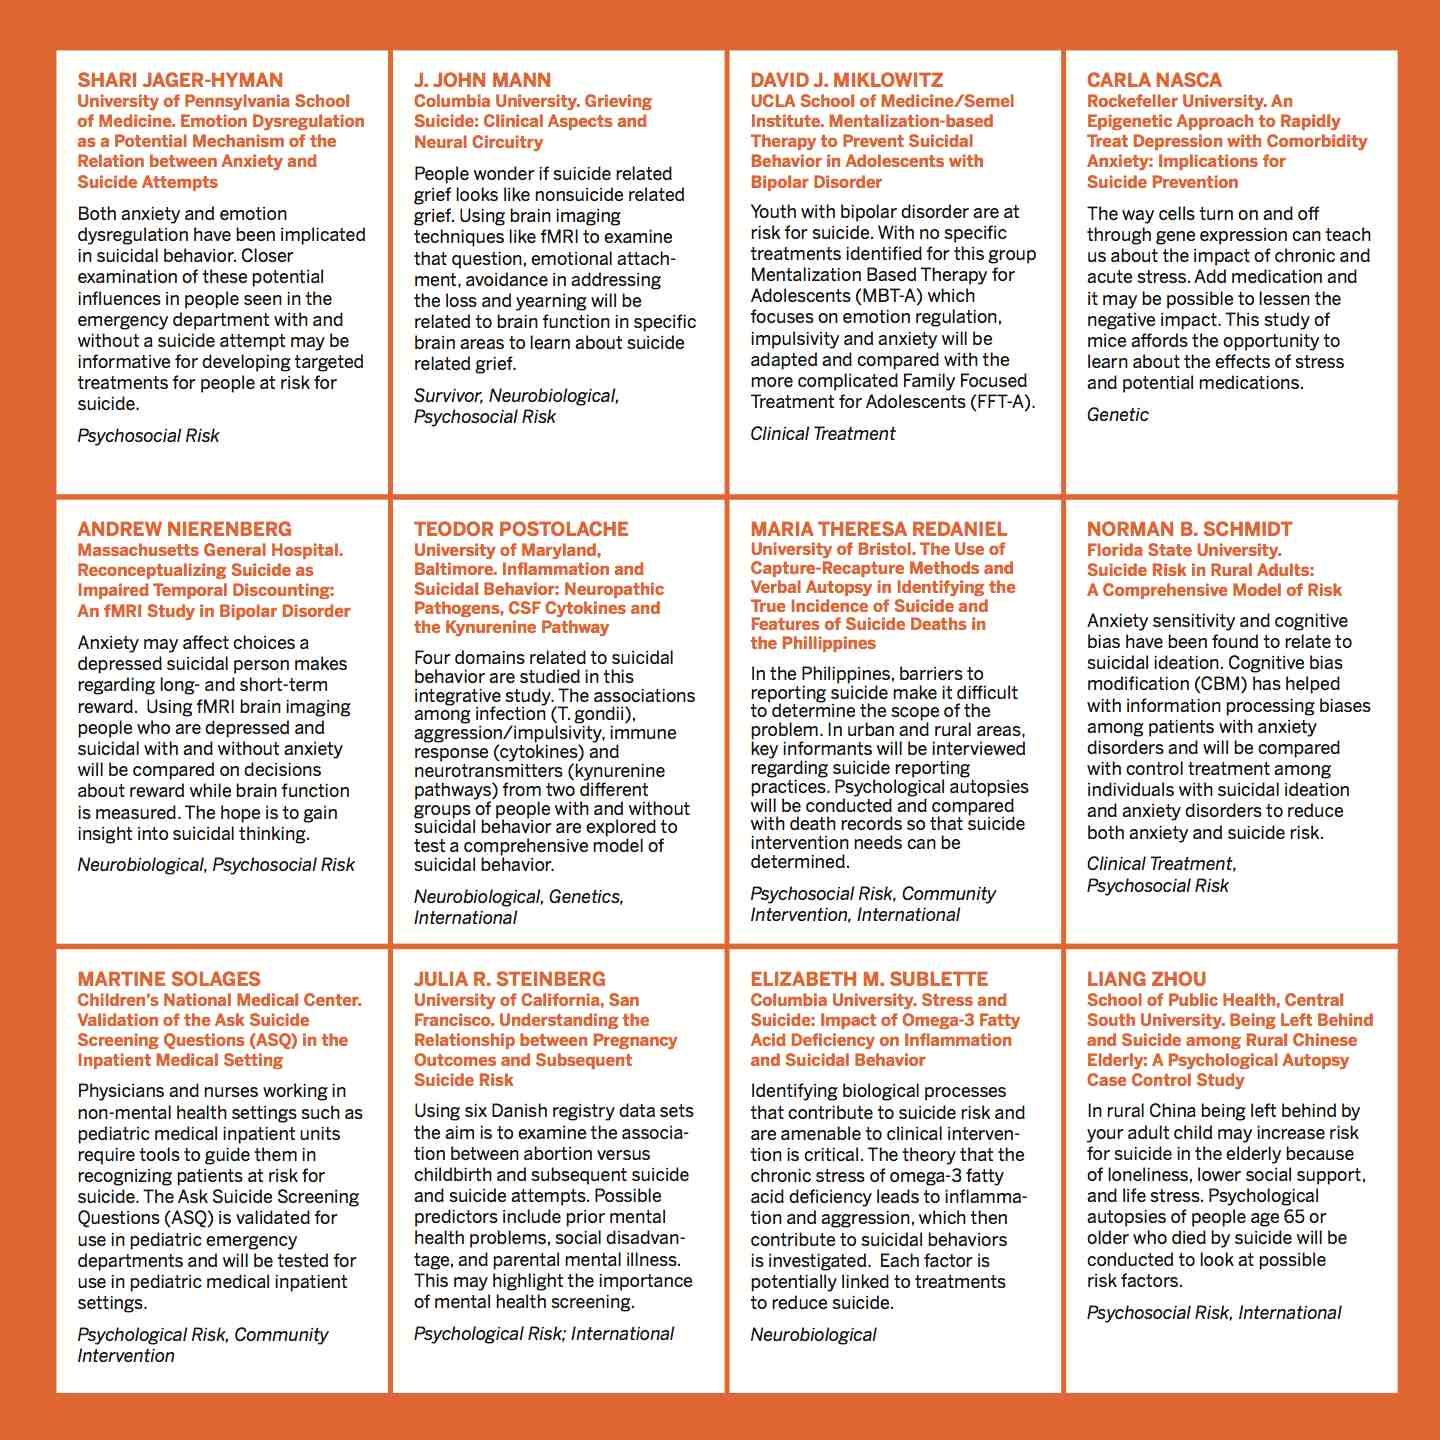 SHARI JAGER-HYMAN
University of Pennsylvania School
of Medicine. Emotion Dysregulation
as a Potential Mechanism of the
Relation between Anxiety and
Suicide Attempts
Both anxiety and emotion
dysregulation have been implicated
in suicidal behavior. Closer
examination of these potential
influences in people seen in the
emergency department with and
without a suicide attempt may be
informative for developing targeted
treatments for people at risk for
suicide.
Psychosocial Risk
J. JOHN MANN
Columbia University. Grieving
Suicide: Clinical Aspects and
Neural Circuitry
People wonder if suicide related
grief looks like nonsuicide related
grief. Using brain imaging
techniques like fMRI to examine
that question, emotional attach-
ment, avoidance in addressing
the loss and yearning will be
related to brain function in specific
brain areas to learn about suicide
related grief.
Survivor, Neurobiological,
Psychosocial Risk
DAVID J. MIKLOWITZ
UCLA School of Medicine/Semel
Institute. Mentalization-based
Therapy to Prevent Suicidal
Behavior in Adolescents with
Bipolar Disorder
Youth with bipolar disorder are at
risk for suicide. With no specific
treatments identified for this group
Mentalization Based Therapy for
Adolescents (MBT-A) which
focuses on emotion regulation,
impulsivity and anxiety will be
adapted and compared with the
more complicated Family Focused
Treatment for Adolescents (FFT-A).
Clinical Treatment
CARLA NASCA
Rockefeller University. An
Epigenetic Approach to Rapidly
Treat Depression with Comorbidity
Anxiety: Implications for
Suicide Prevention
The way cells turn on and off
through gene expression can teach
us about the impact of chronic and
acute stress. Add medication and
it may be possible to lessen the
negative impact. This study of
mice affords the opportunity to
learn about the effects of stress
and potential medications.
Genetic
ANDREW NIERENBERG
Massachusetts General Hospital.
Reconceptualizing Suicide as
Impaired Temporal Discounting:
An fMRI Study in Bipolar Disorder
Anxiety may affect choices a
depressed suicidal person makes
regarding long- and short-term
reward.  Using fMRI brain imaging
people who are depressed and
suicidal with and without anxiety
will be compared on decisions
about reward while brain function
is measured. The hope is to gain
insight into suicidal thinking.
Neurobiological, Psychosocial Risk
TEODOR POSTOLACHE
University of Maryland,
Baltimore. Inflammation and
Suicidal Behavior: Neuropathic
Pathogens, CSF Cytokines and
the Kynurenine Pathway
Four domains related to suicidal
behavior are studied in this
integrative study. The associations
among infection (T. gondii),
aggression/impulsivity, immune
response (cytokines) and
neurotransmitters (kynurenine
pathways) from two different
groups of people with and without
suicidal behavior are explored to
test a comprehensive model of
suicidal behavior.
Neurobiological, Genetics,
International
MARIA THERESA REDANIEL
University of Bristol. The Use of
Capture-Recapture Methods and
Verbal Autopsy in Identifying the
True Incidence of Suicide and
Features of Suicide Deaths in
the Phillippines
In the Philippines, barriers to
reporting suicide make it difficult
to determine the scope of the
problem. In urban and rural areas,
key informants will be interviewed
regarding suicide reporting
practices. Psychological autopsies
will be conducted and compared
with death records so that suicide
intervention needs can be
determined.
Psychosocial Risk, Community
Intervention, International
NORMAN B. SCHMIDT
Florida State University.
Suicide Risk in Rural Adults:
A Comprehensive Model of Risk
Anxiety sensitivity and cognitive
bias have been found to relate to
suicidal ideation. Cognitive bias
modification (CBM) has helped
with information processing biases
among patients with anxiety
disorders and will be compared
with control treatment among
individuals with suicidal ideation
and anxiety disorders to reduce
both anxiety and suicide risk.
Clinical Treatment,
Psychosocial Risk
MARTINE SOLAGES
Children's National Medical Center.
Validation of the Ask Suicide
Screening Questions (ASQ) in the
Inpatient Medical Setting
Physicians and nurses working in
non-mental health settings such as
pediatric medical inpatient units
require tools to guide them in
recognizing patients at risk for
suicide. The Ask Suicide Screening
Questions (ASQ) is validated for
use in pediatric emergency
departments and will be tested for
use in pediatric medical inpatient
settings.
Psychological Risk, Community
Intervention
JULIA R. STEINBERG
University of California, San
Francisco. Understanding the
Relationship between Pregnancy
Outcomes and Subsequent
Suicide Risk
Using six Danish registry data sets
the aim is to examine the associa-
tion between abortion versus
childbirth and subsequent suicide
and suicide attempts. Possible
predictors include prior mental
health problems, social disadvan-
tage, and parental mental illness.
This may highlight the importance
of mental health screening.
Psychological Risk; International
ELIZABETH M. SUBLETTE
Columbia University. Stress and
Suicide: Impact of Omega-3 Fatty
Acid Deficiency on Inflammation
and Suicidal Behavior
Identifying biological processes
that contribute to suicide risk and
are amenable to clinical interven-
tion is critical. The theory that the
chronic stress of omega-3 fatty
acid deficiency leads to inflamma-
tion and aggression, which then
contribute to suicidal behaviors
is investigated.  Each factor is
potentially linked to treatments
to reduce suicide.
Neurobiological
LIANG ZHOU
School of Public Health, Central
South University. Being Left Behind
and Suicide among Rural Chinese
Elderly: A Psychological Autopsy
Case Control Study
In rural China being left behind by
your adult child may increase risk
for suicide in the elderly because
of loneliness, lower social support,
and life stress. Psychological
autopsies of people age 65 or
older who died by suicide will be
conducted to look at possible
risk factors.
Psychosocial Risk, International